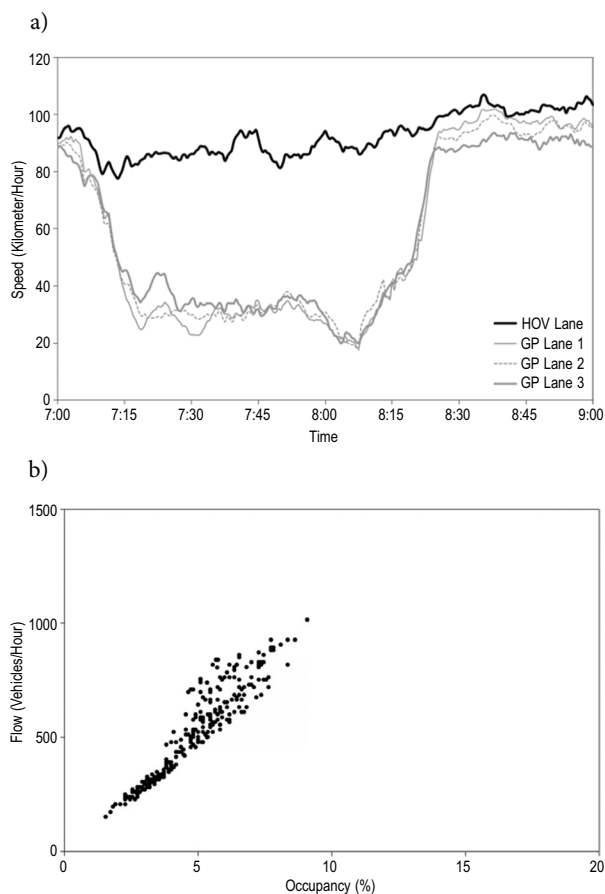 a)
120
100
80
60
40
20
0
Speed (Kilometer/Hour)
7:00 7:15 7:30 7:45 8:00 8:15 8:30 8:45 9:00
Time
HOV Lane
GP Lane 1
GP Lane 2
GP Lane 3
b)
1500
1000
500
0
Flow (Vehicles/Hour)
0 5 10 15 20
Occupancy (%)